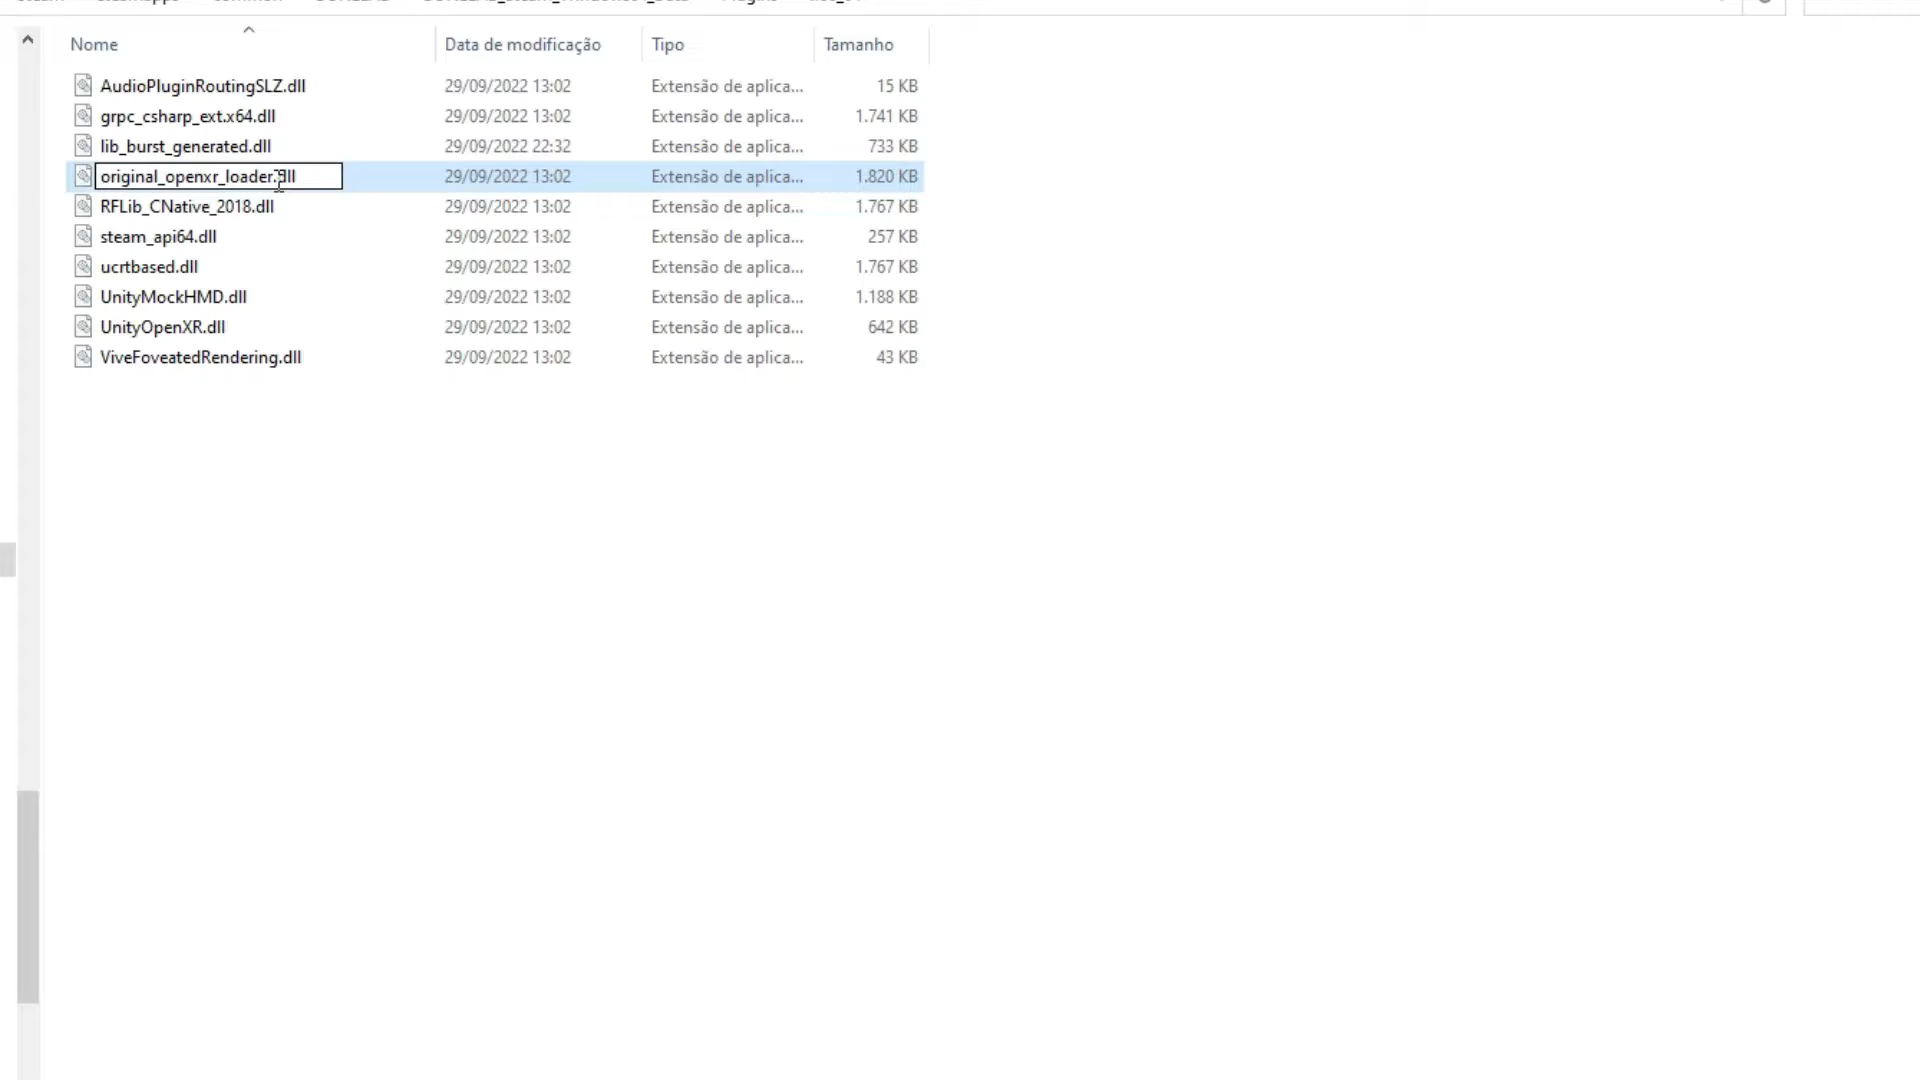 Nome Data de modificação Tipo Tamanho
AudioPluginRoutingSLZ.dll 29/09/2022 13:02 Extensão de aplica... 15 KB
grpc_csharp_ext.x64.dll 29/09/2022 13:02 Extensão de aplica... 1.741 KB
lib_burst_generated.dll 29/09/2022 22:32 Extensão de aplica... 733 KB
original_openxr_loader.dll 29/09/2022 13:02 Extensão de aplica... 1.820 KB
RFLib_CNative_2018.dll 29/09/2022 13:02 Extensão de aplica... 1.767 KB
steam_api64.dll 29/09/2022 13:02 Extensão de aplica... 257 KB
ucrtbased.dll 29/09/2022 13:02 Extensão de aplica... 1.767 KB
UnityMockHMD.dll 29/09/2022 13:02 Extensão de aplica... 1.188 KB
UnityOpenXR.dll 29/09/2022 13:02 Extensão de aplica... 642 KB
ViveFoveatedRendering.dll 29/09/2022 13:02 Extensão de aplica... 43 KB